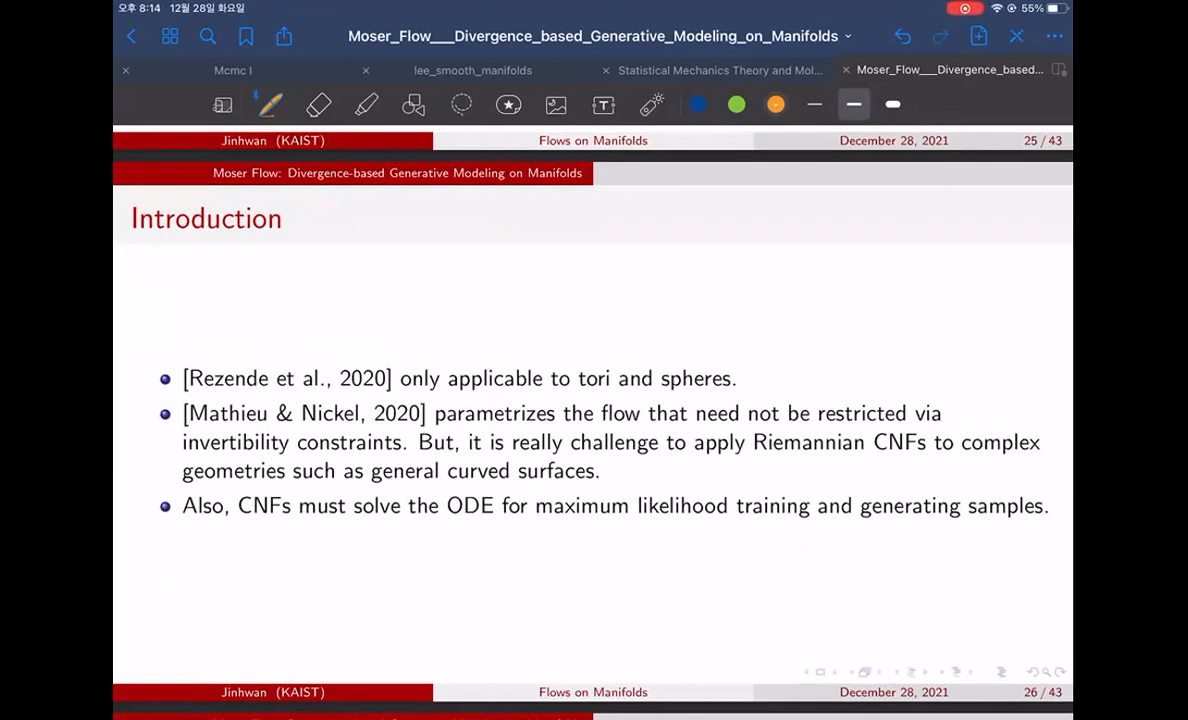 오후 8:14 12월 28일 화요일
55%
Moser_Flow___Divergence_based_Generative_Modeling_on_Manifolds
Mcmc I
lee_smooth_manifolds
Statistical Mechanics Theory and Mol...
Moser_Flow___Divergence_based...
Jinhwan (KAIST) Flows on Manifolds December 28, 2021 25 / 43
Moser Flow: Divergence-based Generative Modeling on Manifolds
Introduction
[Rezende et al., 2020] only applicable to tori and spheres.
[Mathieu & Nickel, 2020] parametrizes the flow that need not be restricted via
invertibility constraints. But, it is really challenge to apply Riemannian CNFs to complex
geometries such as general curved surfaces.
Also, CNFs must solve the ODE for maximum likelihood training and generating samples.
Jinhwan (KAIST) Flows on Manifolds December 28, 2021 26 / 43